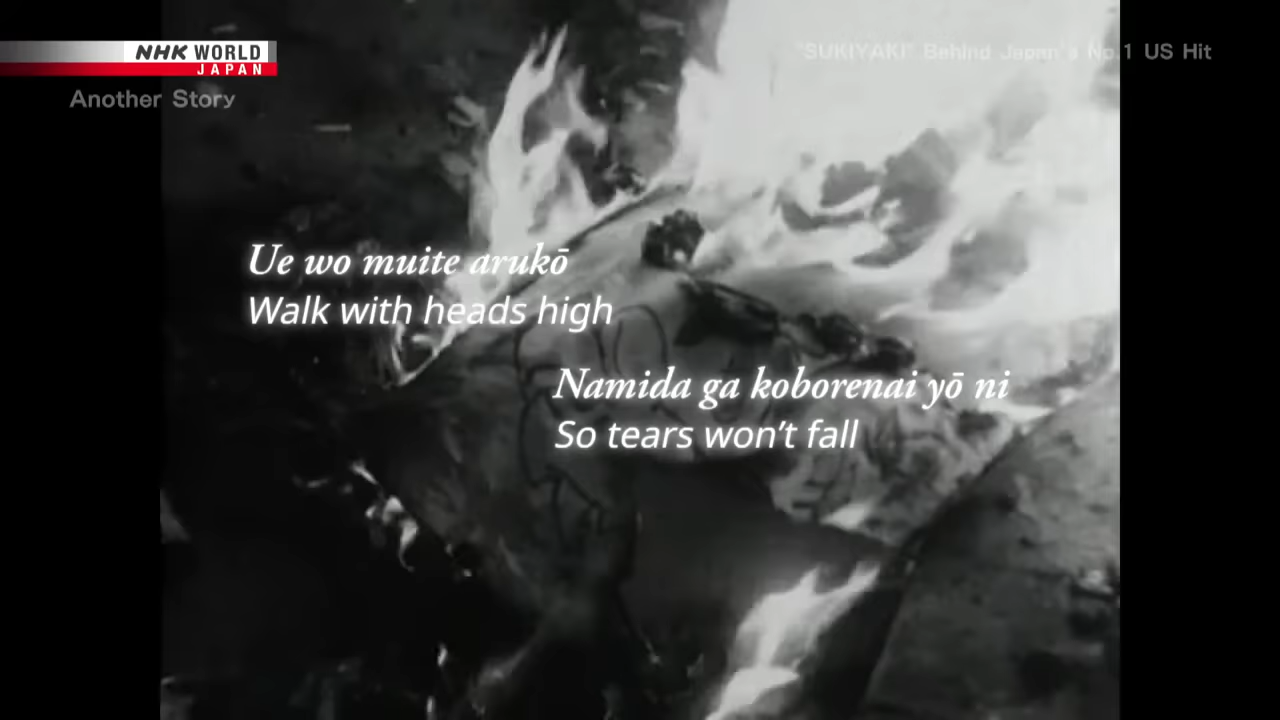 NHK WORLD
JAPAN
"SUKIYAKI" Behind Japan's No.1 US Hit
Another Story
Ue wo muite arukō
Walk with heads high
Namida ga koborenai yō ni
So tears won't fall